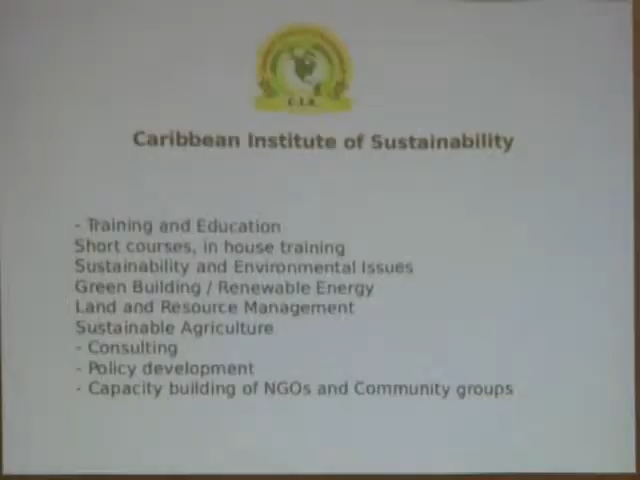 C.I.S.
Caribbean Institute of Sustainability
- Training and Education
Short courses, in house training
Sustainability and Environmental Issues
Green Building / Renewable Energy
Land and Resource Management
Sustainable Agriculture
- Consulting
- Policy development
- Capacity building of NGOs and Community groups